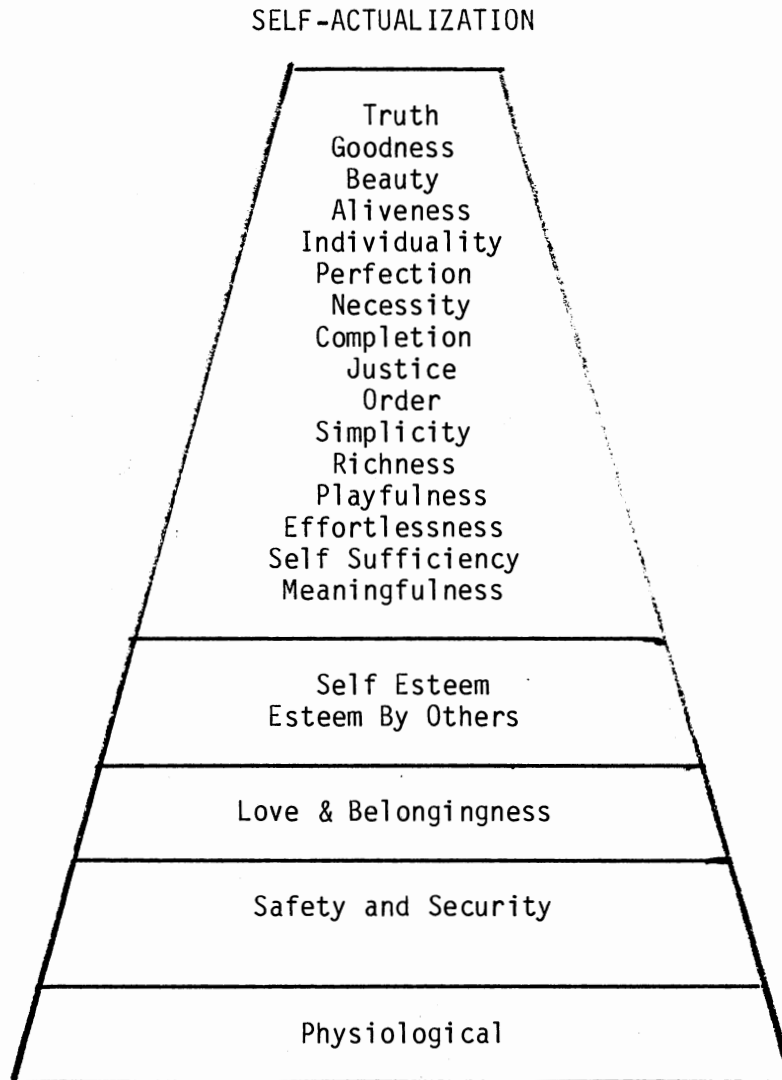 SELF-ACTUALIZATION
Truth
Goodness
Beauty
Aliveness
Individuality
Perfection
Necessity
Completion
Justice
Order
Simplicity
Richness
Playfulness
Effortlessness
Self Sufficiency
Meaningfulness
Self Esteem
Esteem By Others
Love & Belongingness
Safety and Security
Physiological